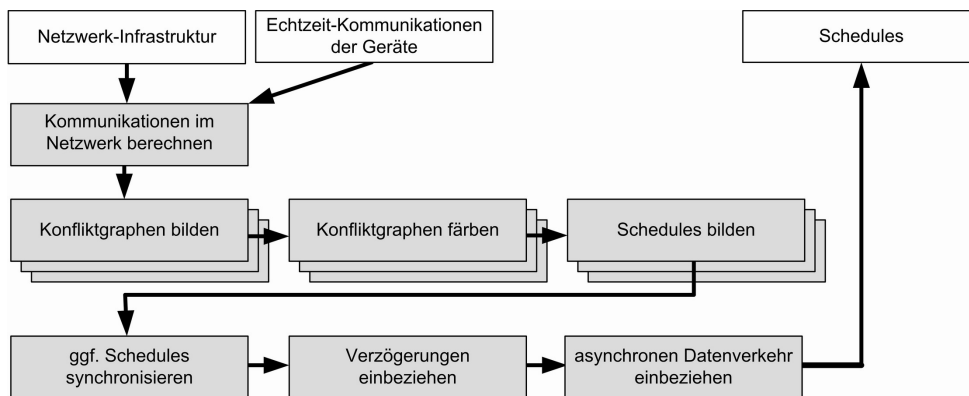 Netzwerk-Infrastruktur
Echtzeit-Kommunikationen
der Geräte
Schedules
Kommunikationen im
Netzwerk berechnen
Konfliktgraphen bilden
Konfliktgraphen färben
Schedules bilden
ggf. Schedules
synchronisieren
Verzögerungen
einbeziehen
asynchronen Datenverkehr
einbeziehen